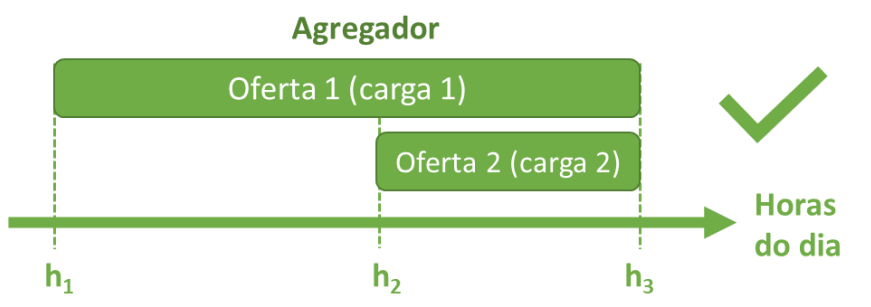 Agregador
Oferta 1 (carga 1)
Oferta 2 (carga 2)
Horas
do dia
h₁
h₂
h₃